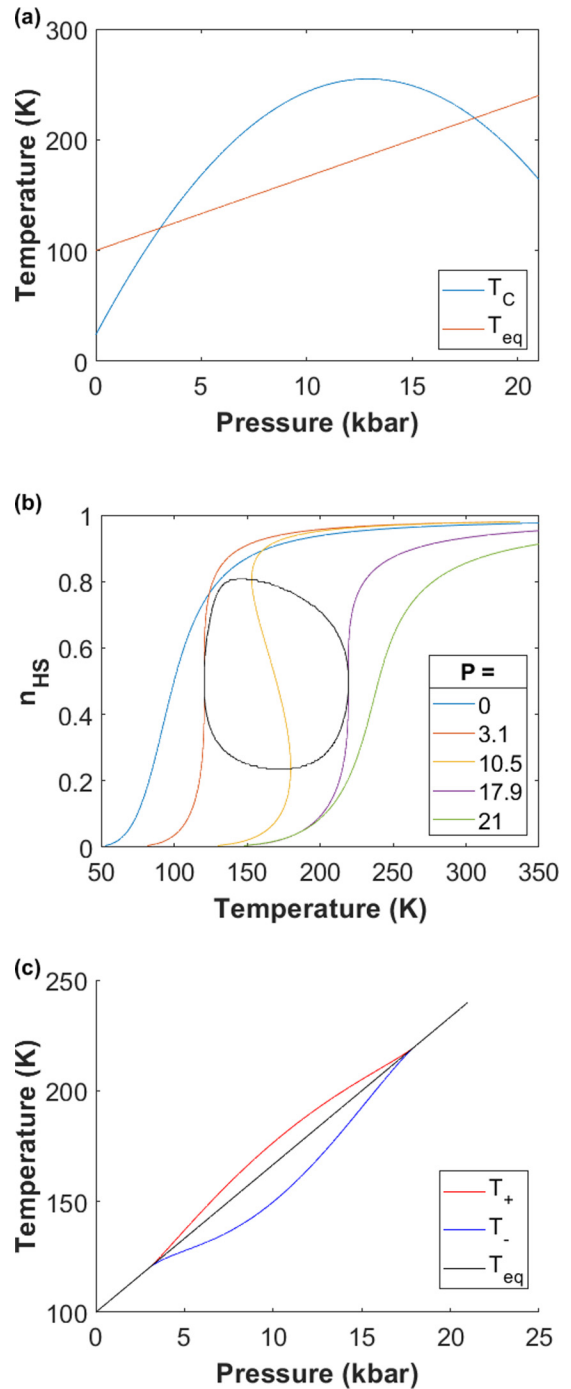 (a)
300
200
100
0
Temperature (K)
T_C
T_eq
0 5 10 15 20
Pressure (kbar)
(b)
1
0.8
0.6
0.4
0.2
0
n_HS
P =
0
3.1
10.5
17.9
21
50 100 150 200 250 300 350
Temperature (K)
(c)
250
200
150
100
Temperature (K)
T_+
T_-
T_eq
0 5 10 15 20 25
Pressure (kbar)